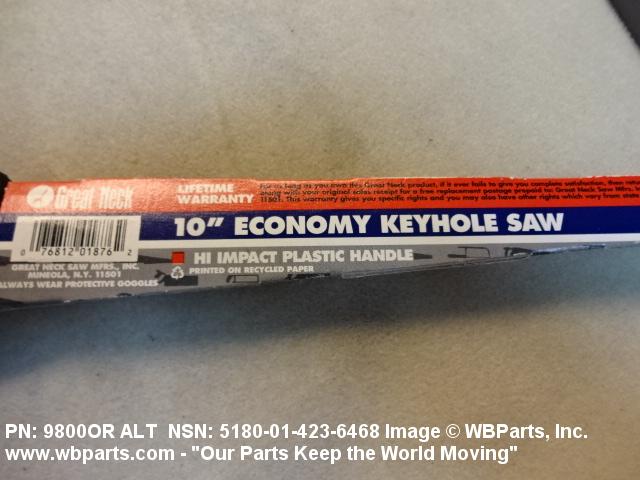 Great Neck
LIFETIME
WARRANTY
For as long as you own this Great Neck product, if it ever fails to give you complete satisfaction, then
along with your original sales receipt for a free replacement postage prepaid to: Great Neck Saw Mfrs.
11501. This warranty gives you specific rights and you may also have other rights which vary from state
10" ECONOMY KEYHOLE SAW
0 76812 01876 2
HI IMPACT PLASTIC HANDLE
PRINTED ON RECYCLED PAPER
GREAT NECK SAW MFRS., INC.
MINEOLA, N.Y. 11501
ALWAYS WEAR PROTECTIVE GOGGLES
PN: 9800OR ALT NSN: 5180-01-423-6468 Image © WBParts, Inc.
www.wbparts.com - "Our Parts Keep the World Moving"